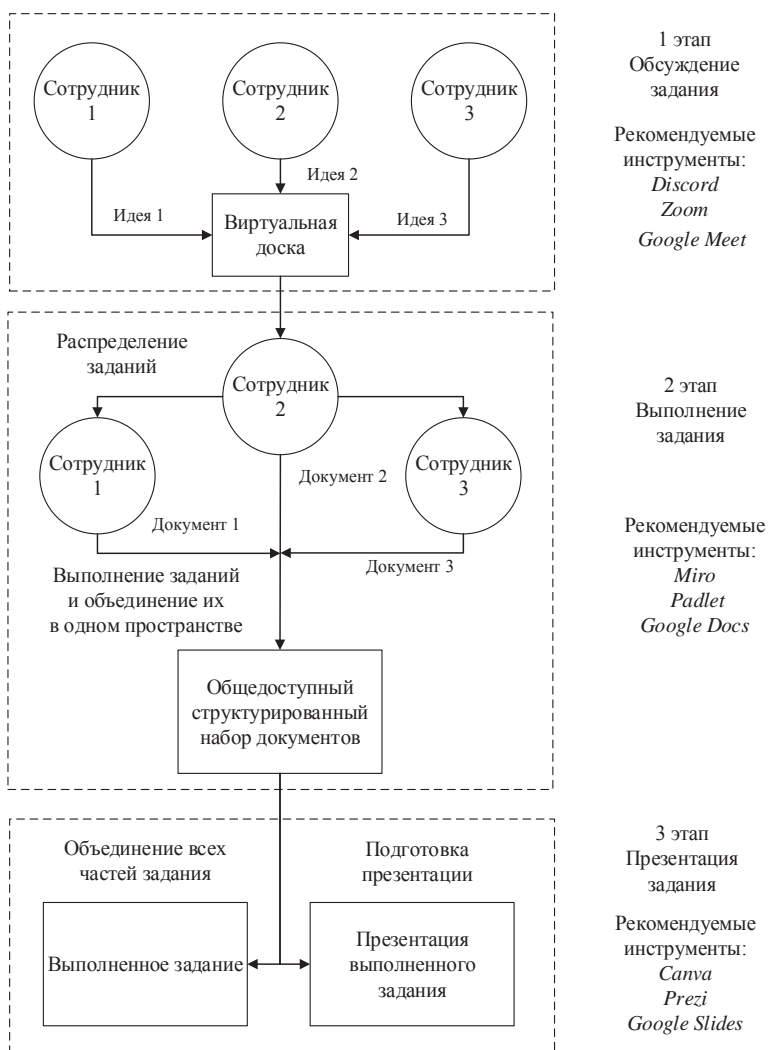 Сотрудник
1
Сотрудник
2
Сотрудник
3
Идея 1
Идея 2
Идея 3
Виртуальная
доска
1 этап
Обсуждение
задания
Рекомендуемые
инструменты:
Discord
Zoom
Google Meet
Распределение
заданий
Сотрудник
2
Сотрудник
1
Сотрудник
3
Документ 1
Документ 2
Документ 3
Выполнение заданий
и объединение их
в одном пространстве
Общедоступный
структурированный
набор документов
2 этап
Выполнение
задания
Рекомендуемые
инструменты:
Miro
Padlet
Google Docs
Объединение всех
частей задания
Подготовка
презентации
Выполненное задание
Презентация
выполненного
задания
3 этап
Презентация
задания
Рекомендуемые
инструменты:
Canva
Prezi
Google Slides